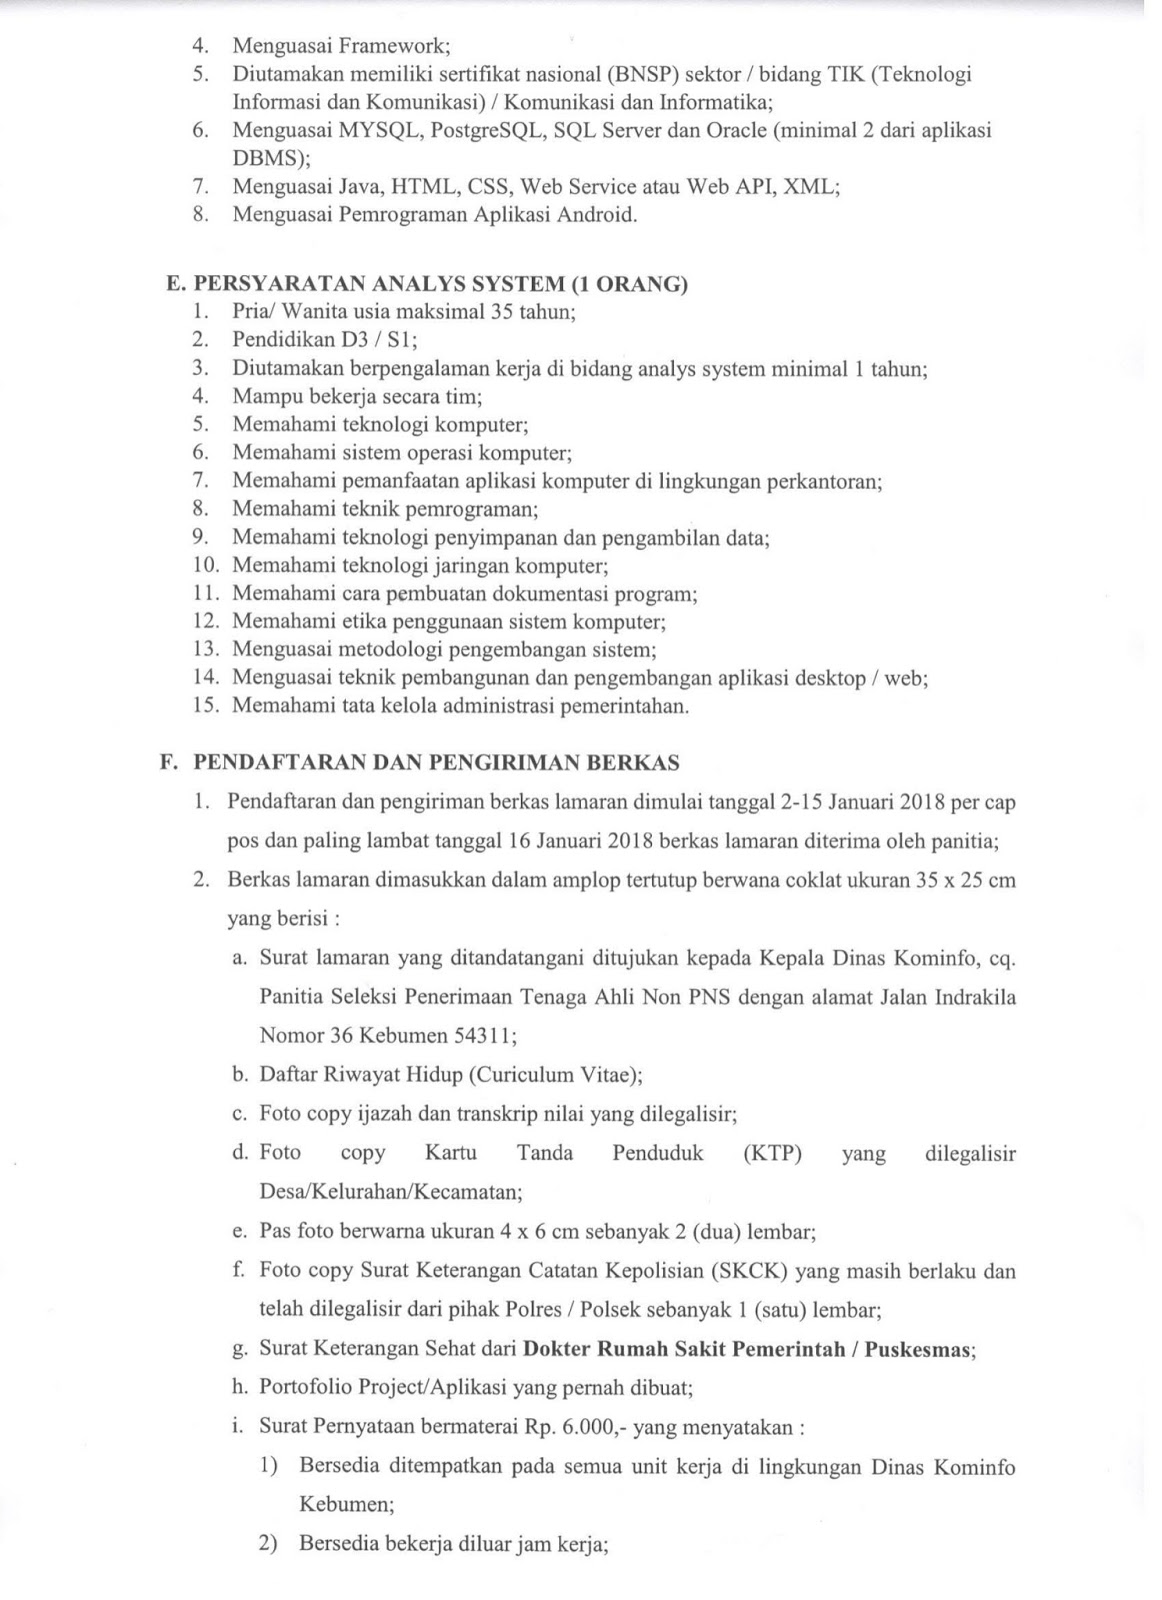 4. Menguasai Framework;
5. Diutamakan memiliki sertifikat nasional (BNSP) sektor / bidang TIK (Teknologi
Informasi dan Komunikasi) / Komunikasi dan Informatika;
6. Menguasai MYSQL, PostgreSQL, SQL Server dan Oracle (minimal 2 dari aplikasi
DBMS);
7. Menguasai Java, HTML, CSS, Web Service atau Web API, XML;
8. Menguasai Pemrograman Aplikasi Android.
E. PERSYARATAN ANALYS SYSTEM (1 ORANG)
1. Pria/ Wanita usia maksimal 35 tahun;
2. Pendidikan D3 / S1;
3. Diutamakan berpengalaman kerja di bidang analys system minimal 1 tahun;
4. Mampu bekerja secara tim;
5. Memahami teknologi komputer;
6. Memahami sistem operasi komputer;
7. Memahami pemanfaatan aplikasi komputer di lingkungan perkantoran;
8. Memahami teknik pemrograman;
9. Memahami teknologi penyimpanan dan pengambilan data;
10. Memahami teknologi jaringan komputer;
11. Memahami cara pembuatan dokumentasi program;
12. Memahami etika penggunaan sistem komputer;
13. Menguasai metodologi pengembangan sistem;
14. Menguasai teknik pembangunan dan pengembangan aplikasi desktop / web;
15. Memahami tata kelola administrasi pemerintahan.
F. PENDAFTARAN DAN PENGIRIMAN BERKAS
1. Pendaftaran dan pengiriman berkas lamaran dimulai tanggal 2-15 Januari 2018 per cap
pos dan paling lambat tanggal 16 Januari 2018 berkas lamaran diterima oleh panitia;
2. Berkas lamaran dimasukkan dalam amplop tertutup berwana coklat ukuran 35 x 25 cm
yang berisi :
a. Surat lamaran yang ditandatangani ditujukan kepada Kepala Dinas Kominfo, cq.
Panitia Seleksi Penerimaan Tenaga Ahli Non PNS dengan alamat Jalan Indrakila
Nomor 36 Kebumen 54311;
b. Daftar Riwayat Hidup (Curiculum Vitae);
c. Foto copy ijazah dan transkrip nilai yang dilegalisir;
d. Foto copy Kartu Tanda Penduduk (KTP) yang dilegalisir
Desa/Kelurahan/Kecamatan;
e. Pas foto berwarna ukuran 4 x 6 cm sebanyak 2 (dua) lembar;
f. Foto copy Surat Keterangan Catatan Kepolisian (SKCK) yang masih berlaku dan
telah dilegalisir dari pihak Polres / Polsek sebanyak 1 (satu) lembar;
g. Surat Keterangan Sehat dari Dokter Rumah Sakit Pemerintah / Puskesmas;
h. Portofolio Project/Aplikasi yang pernah dibuat;
i. Surat Pernyataan bermaterai Rp. 6.000,- yang menyatakan :
1) Bersedia ditempatkan pada semua unit kerja di lingkungan Dinas Kominfo
Kebumen;
2) Bersedia bekerja diluar jam kerja;